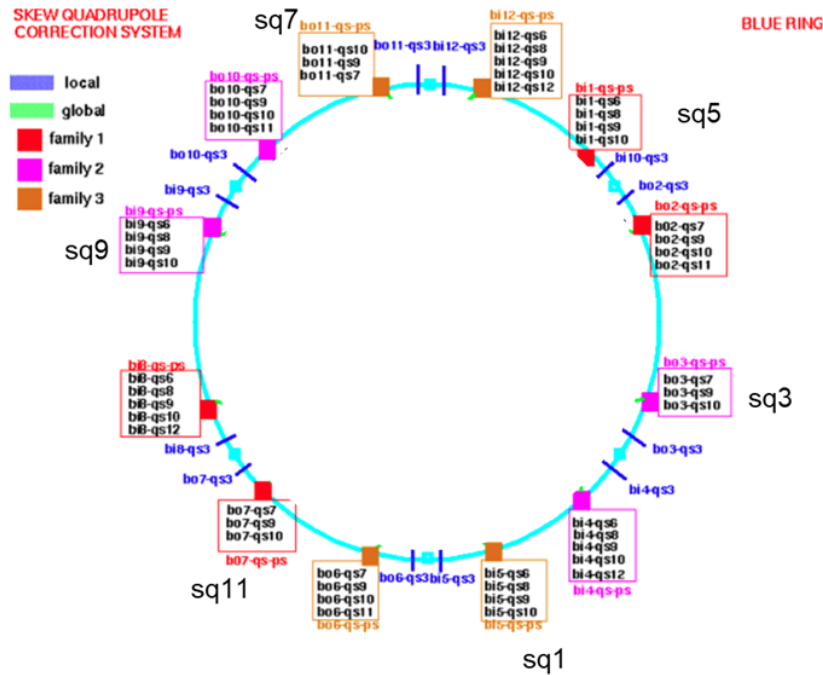 SKEW QUADRUPOLE
CORRECTION SYSTEM
BLUE RING
local
global
family 1
family 2
family 3
sq7
bo11-qs-ps
bo11-qs10
bo11-qs9
bo11-qs7
bo11-qs3
bi12-qs3
bi12-qs-ps
bi12-qs6
bi12-qs8
bi12-qs9
bi12-qs10
bi12-qs12
bo10-qs-ps
bo10-qs7
bo10-qs9
bo10-qs10
bo10-qs11
bi1-qs-ps
bi1-qs6
bi1-qs8
bi1-qs9
bi1-qs10
sq5
bo10-qs3
bi9-qs3
bi10-qs3
bo2-qs3
bi9-qs-ps
bi9-qs6
bi9-qs8
bi9-qs9
bi9-qs10
sq9
bo2-qs-ps
b02-qs7
bo2-qs9
bo2-qs10
bo2-qs11
bi8-qs-ps
bi8-qs6
bi8-qs8
bi8-qs9
bi8-qs10
bi8-qs12
bo3-qs-ps
bo3-qs7
bo3-qs9
bo3-qs10
sq3
bi8-qs3
bo7-qs3
bo3-qs3
bi4-qs3
bo7-qs7
bo7-qs9
bo7-qs10
b07-qs-ps
sq11
bi4-qs6
bi4-qs8
bi4-qs9
bi4-qs10
bi4-qs12
bi4-qs-ps
bo6-qs7
bo6-qs9
bo6-qs10
bo6-qs11
bo6-qs-ps
bo6-qs3
bi5-qs3
bi5-qs6
bi5-qs8
bi5-qs9
bi5-qs10
bi5-qs-ps
sq1